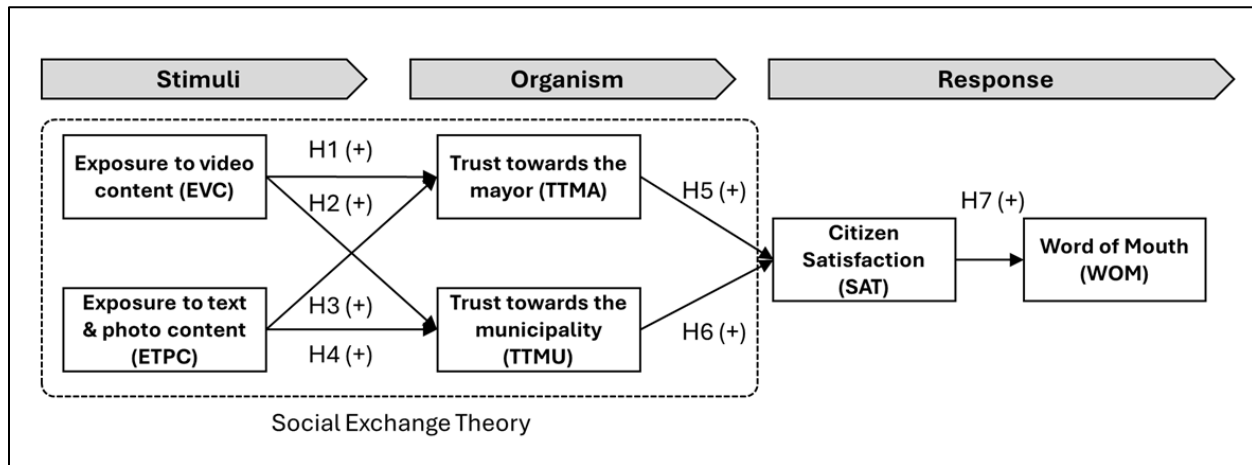 Stimuli
Organism
Response
Exposure to video
content (EVC)
H1 (+)
H2 (+)
Trust towards the
mayor (TTMA)
H5 (+)
H7 (+)
Citizen
Satisfaction
(SAT)
Word of Mouth
(WOM)
Exposure to text
& photo content
(ETPC)
H3 (+)
H4 (+)
Trust towards the
municipality
(TTMU)
H6 (+)
Social Exchange Theory